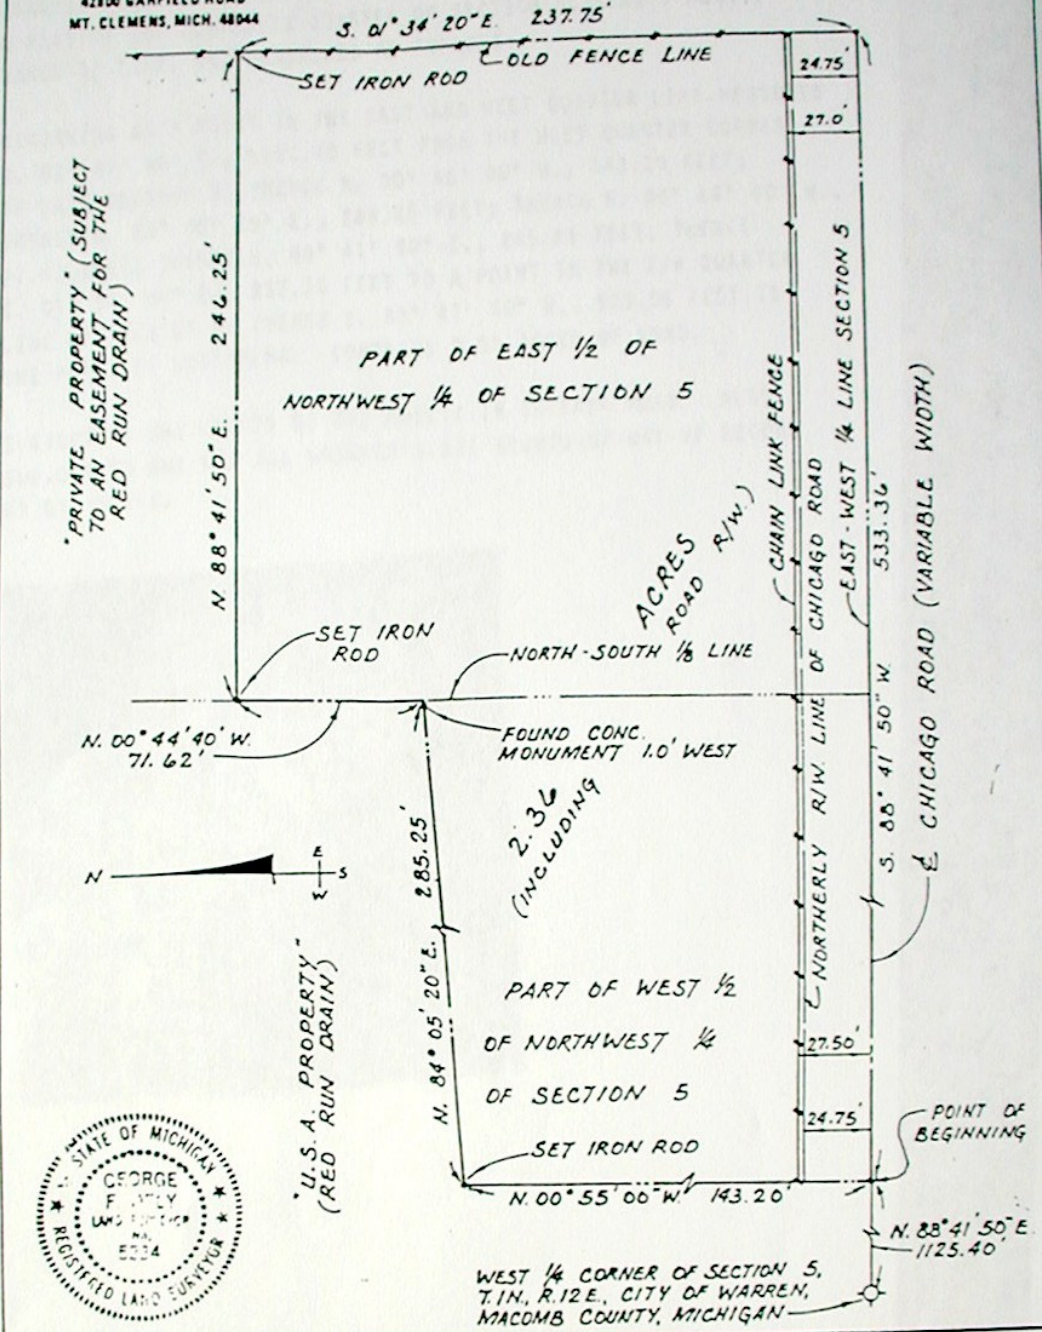 MT. CLEMENS, MICH. 48044
S. 01° 34' 20" E. 237.75'
OLD FENCE LINE
SET IRON ROD
24.75'
27.0'
"PRIVATE PROPERTY" (SUBJECT
TO AN EASEMENT FOR THE
RED RUN DRAIN)
N. 88° 41' 50" E. 246.25'
PART OF EAST 1/2 OF
NORTHWEST 1/4 OF SECTION 5
CHAIN LINK FENCE
EAST-WEST 1/4 LINE SECTION 5
S. 88° 41' 50" W. 533.36'
℄ CHICAGO ROAD (VARIABLE WIDTH)
NORTHERLY R/W. LINE OF CHICAGO ROAD
SET IRON
ROD
NORTH-SOUTH 1/8 LINE
N. 00° 44' 40" W.
71.62'
FOUND CONC.
MONUMENT 1.0' WEST
2.36 ACRES
(INCLUDING ROAD R/W.)
N
E
S
W
N. 84° 05' 20" E. 285.25'
"U.S.A. PROPERTY"
(RED RUN DRAIN)
PART OF WEST 1/2
OF NORTHWEST 1/4
OF SECTION 5
27.50'
24.75'
POINT OF
BEGINNING
SET IRON ROD
N. 00° 55' 00" W. 143.20'
N. 88° 41' 50" E.
1125.40'
WEST 1/4 CORNER OF SECTION 5,
T.1N., R.12E., CITY OF WARREN,
MACOMB COUNTY, MICHIGAN
STATE OF MICHIGAN
GEORGE
LAND SURVEYOR
NO.
REGISTERED LAND SURVEYOR